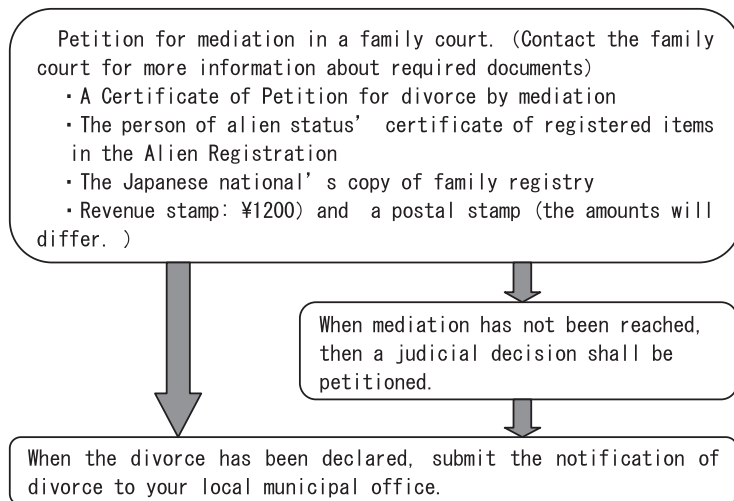 Petition for mediation in a family court. (Contact the family
court for more information about required documents)
・A Certificate of Petition for divorce by mediation
・The person of alien status’ certificate of registered items
in the Alien Registration
・The Japanese national’s copy of family registry
・Revenue stamp: ¥1200) and a postal stamp (the amounts will
differ. )
When mediation has not been reached,
then a judicial decision shall be
petitioned.
When the divorce has been declared, submit the notification of
divorce to your local municipal office.